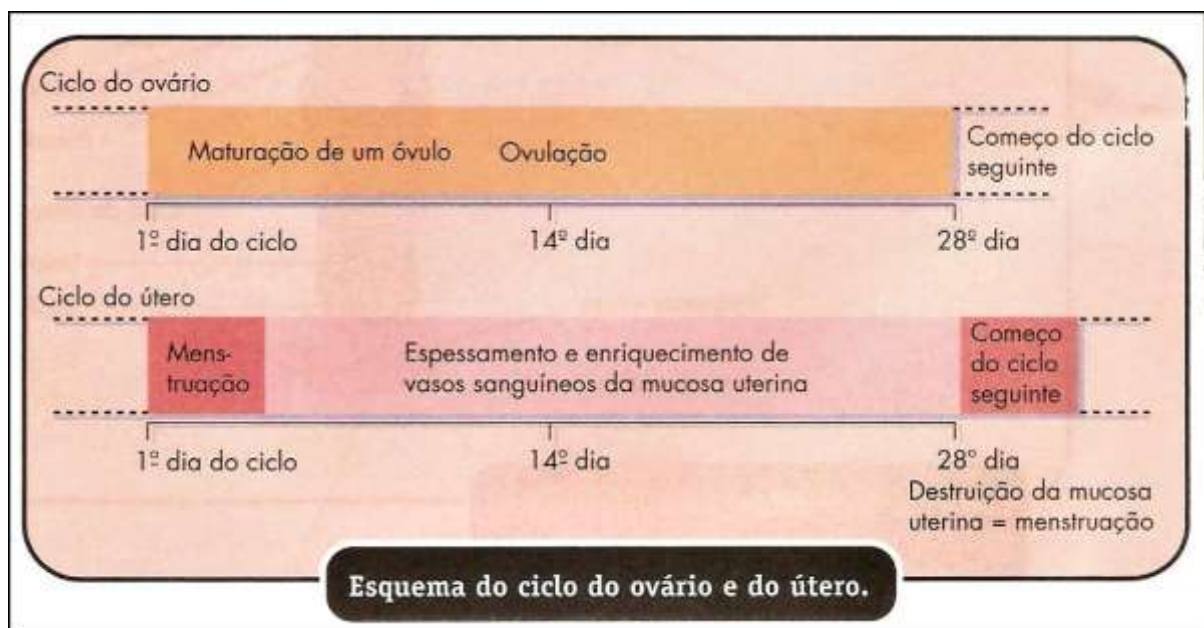 Ciclo do ovário
Maturação de um óvulo Ovulação
Começo do ciclo
seguinte
1º dia do ciclo 14º dia 28º dia
Ciclo do útero
Mens-
truação
Espessamento e enriquecimento de
vasos sanguíneos da mucosa uterina
Começo
do ciclo
seguinte
1º dia do ciclo 14º dia 28° dia
Destruição da mucosa
uterina = menstruação
Esquema do ciclo do ovário e do útero.